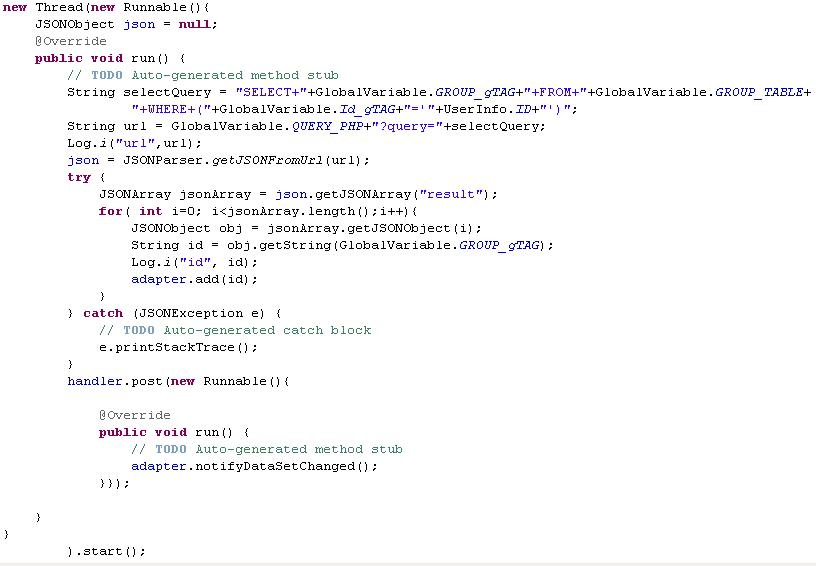 new Thread(new Runnable(){
    JSONObject json = null;
    @Override
    public void run() {
        // TODO Auto-generated method stub
        String selectQuery = "SELECT+"+GlobalVariable.GROUP_gTAG+"+FROM+"+GlobalVariable.GROUP_TABLE+
                "+WHERE+("+GlobalVariable.Id_gTAG+"='"+UserInfo.ID+"')";
        String url = GlobalVariable.QUERY_PHP+"?query="+selectQuery;
        Log.i("url",url);
        json = JSONParser.getJSONFromUrl(url);
        try {
            JSONArray jsonArray = json.getJSONArray("result");
            for( int i=0; i<jsonArray.length();i++){
                JSONObject obj = jsonArray.getJSONObject(i);
                String id = obj.getString(GlobalVariable.GROUP_gTAG);
                Log.i("id", id);
                adapter.add(id);
            }
        } catch (JSONException e) {
            // TODO Auto-generated catch block
            e.printStackTrace();
        }
        handler.post(new Runnable(){

            @Override
            public void run() {
                // TODO Auto-generated method stub
                adapter.notifyDataSetChanged();
            }});

    }
}
        ).start();